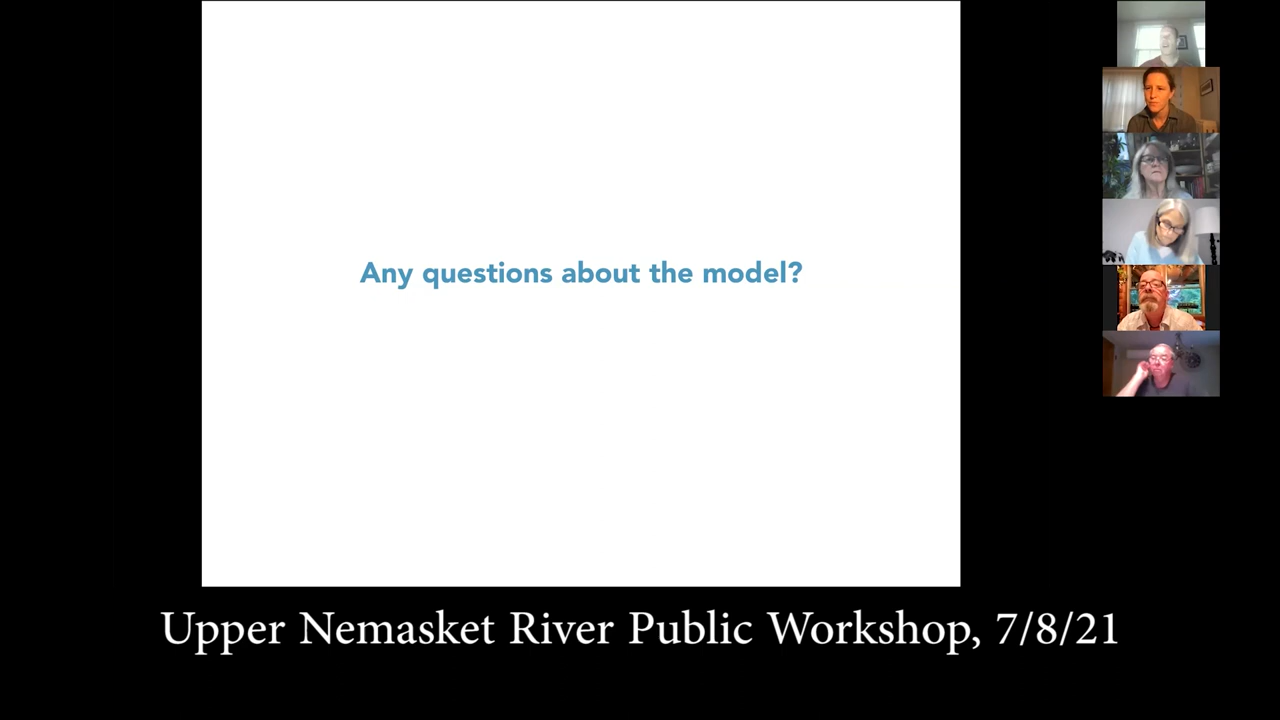 Any questions about the model?
Upper Nemasket River Public Workshop, 7/8/21